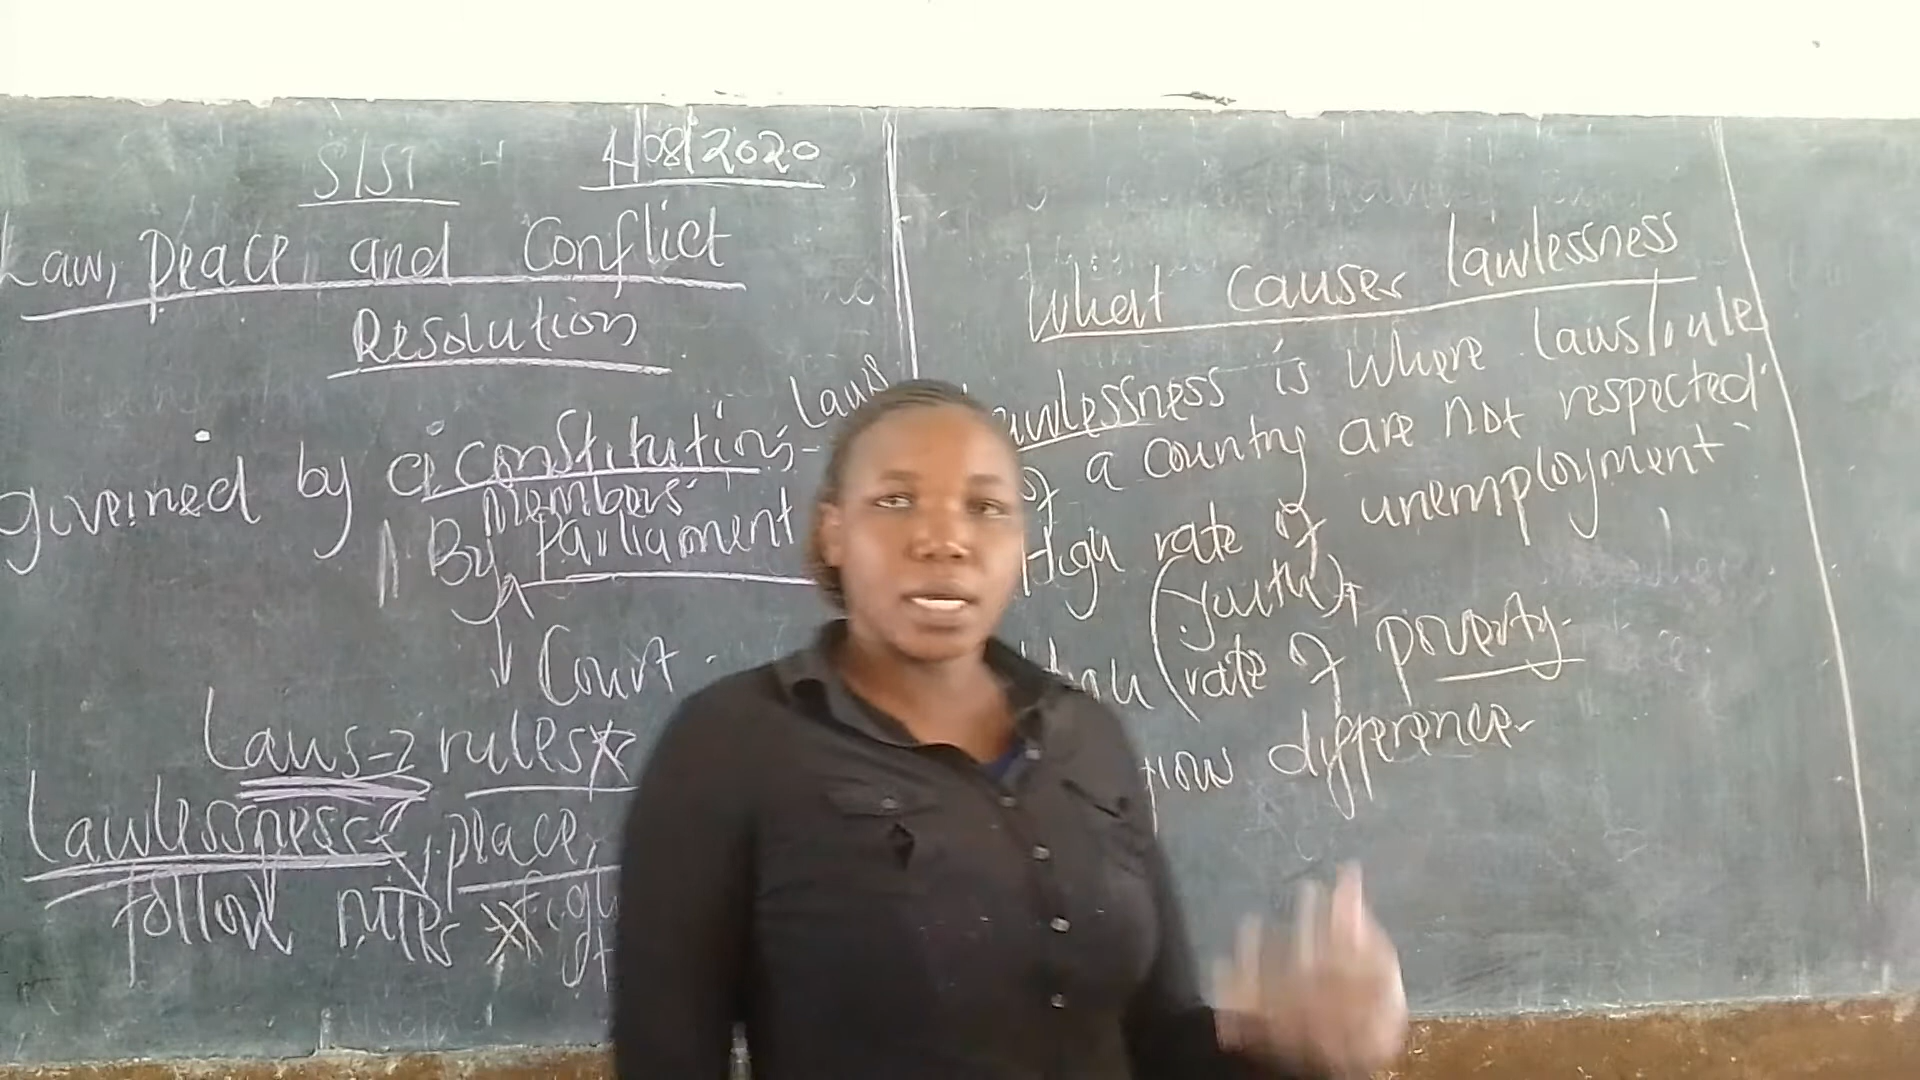 S/ST 4/08/2020
Law, peace and Conflict
Resolution
Laws
governed by a constitution
members
By parliament
Court
Laws rules
Lawlessness peace,
follow rules
What causes lawlessness
is where laws/rule
of a country are not respected
High rate of unemployment
(youth)
rate of poverty
difference